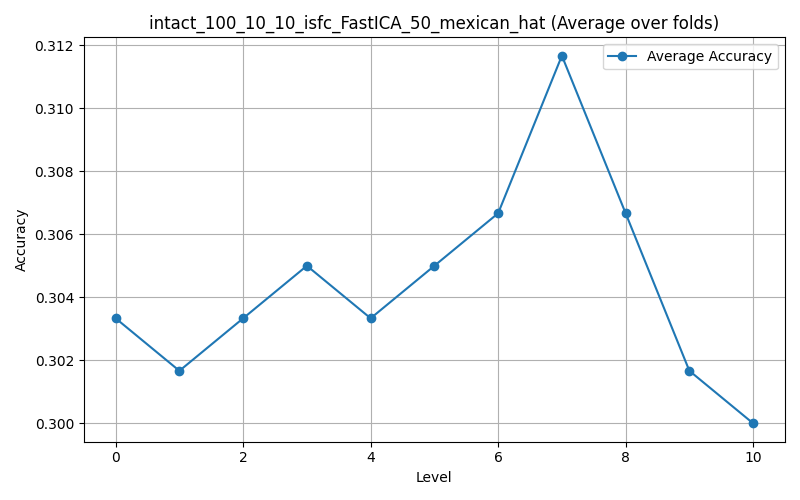 intact_100_10_10_isfc_FastICA_50_mexican_hat (Average over folds)
Average Accuracy
0.312
0.310
0.308
0.306
0.304
0.302
0.300
Accuracy
0 2 4 6 8 10
Level